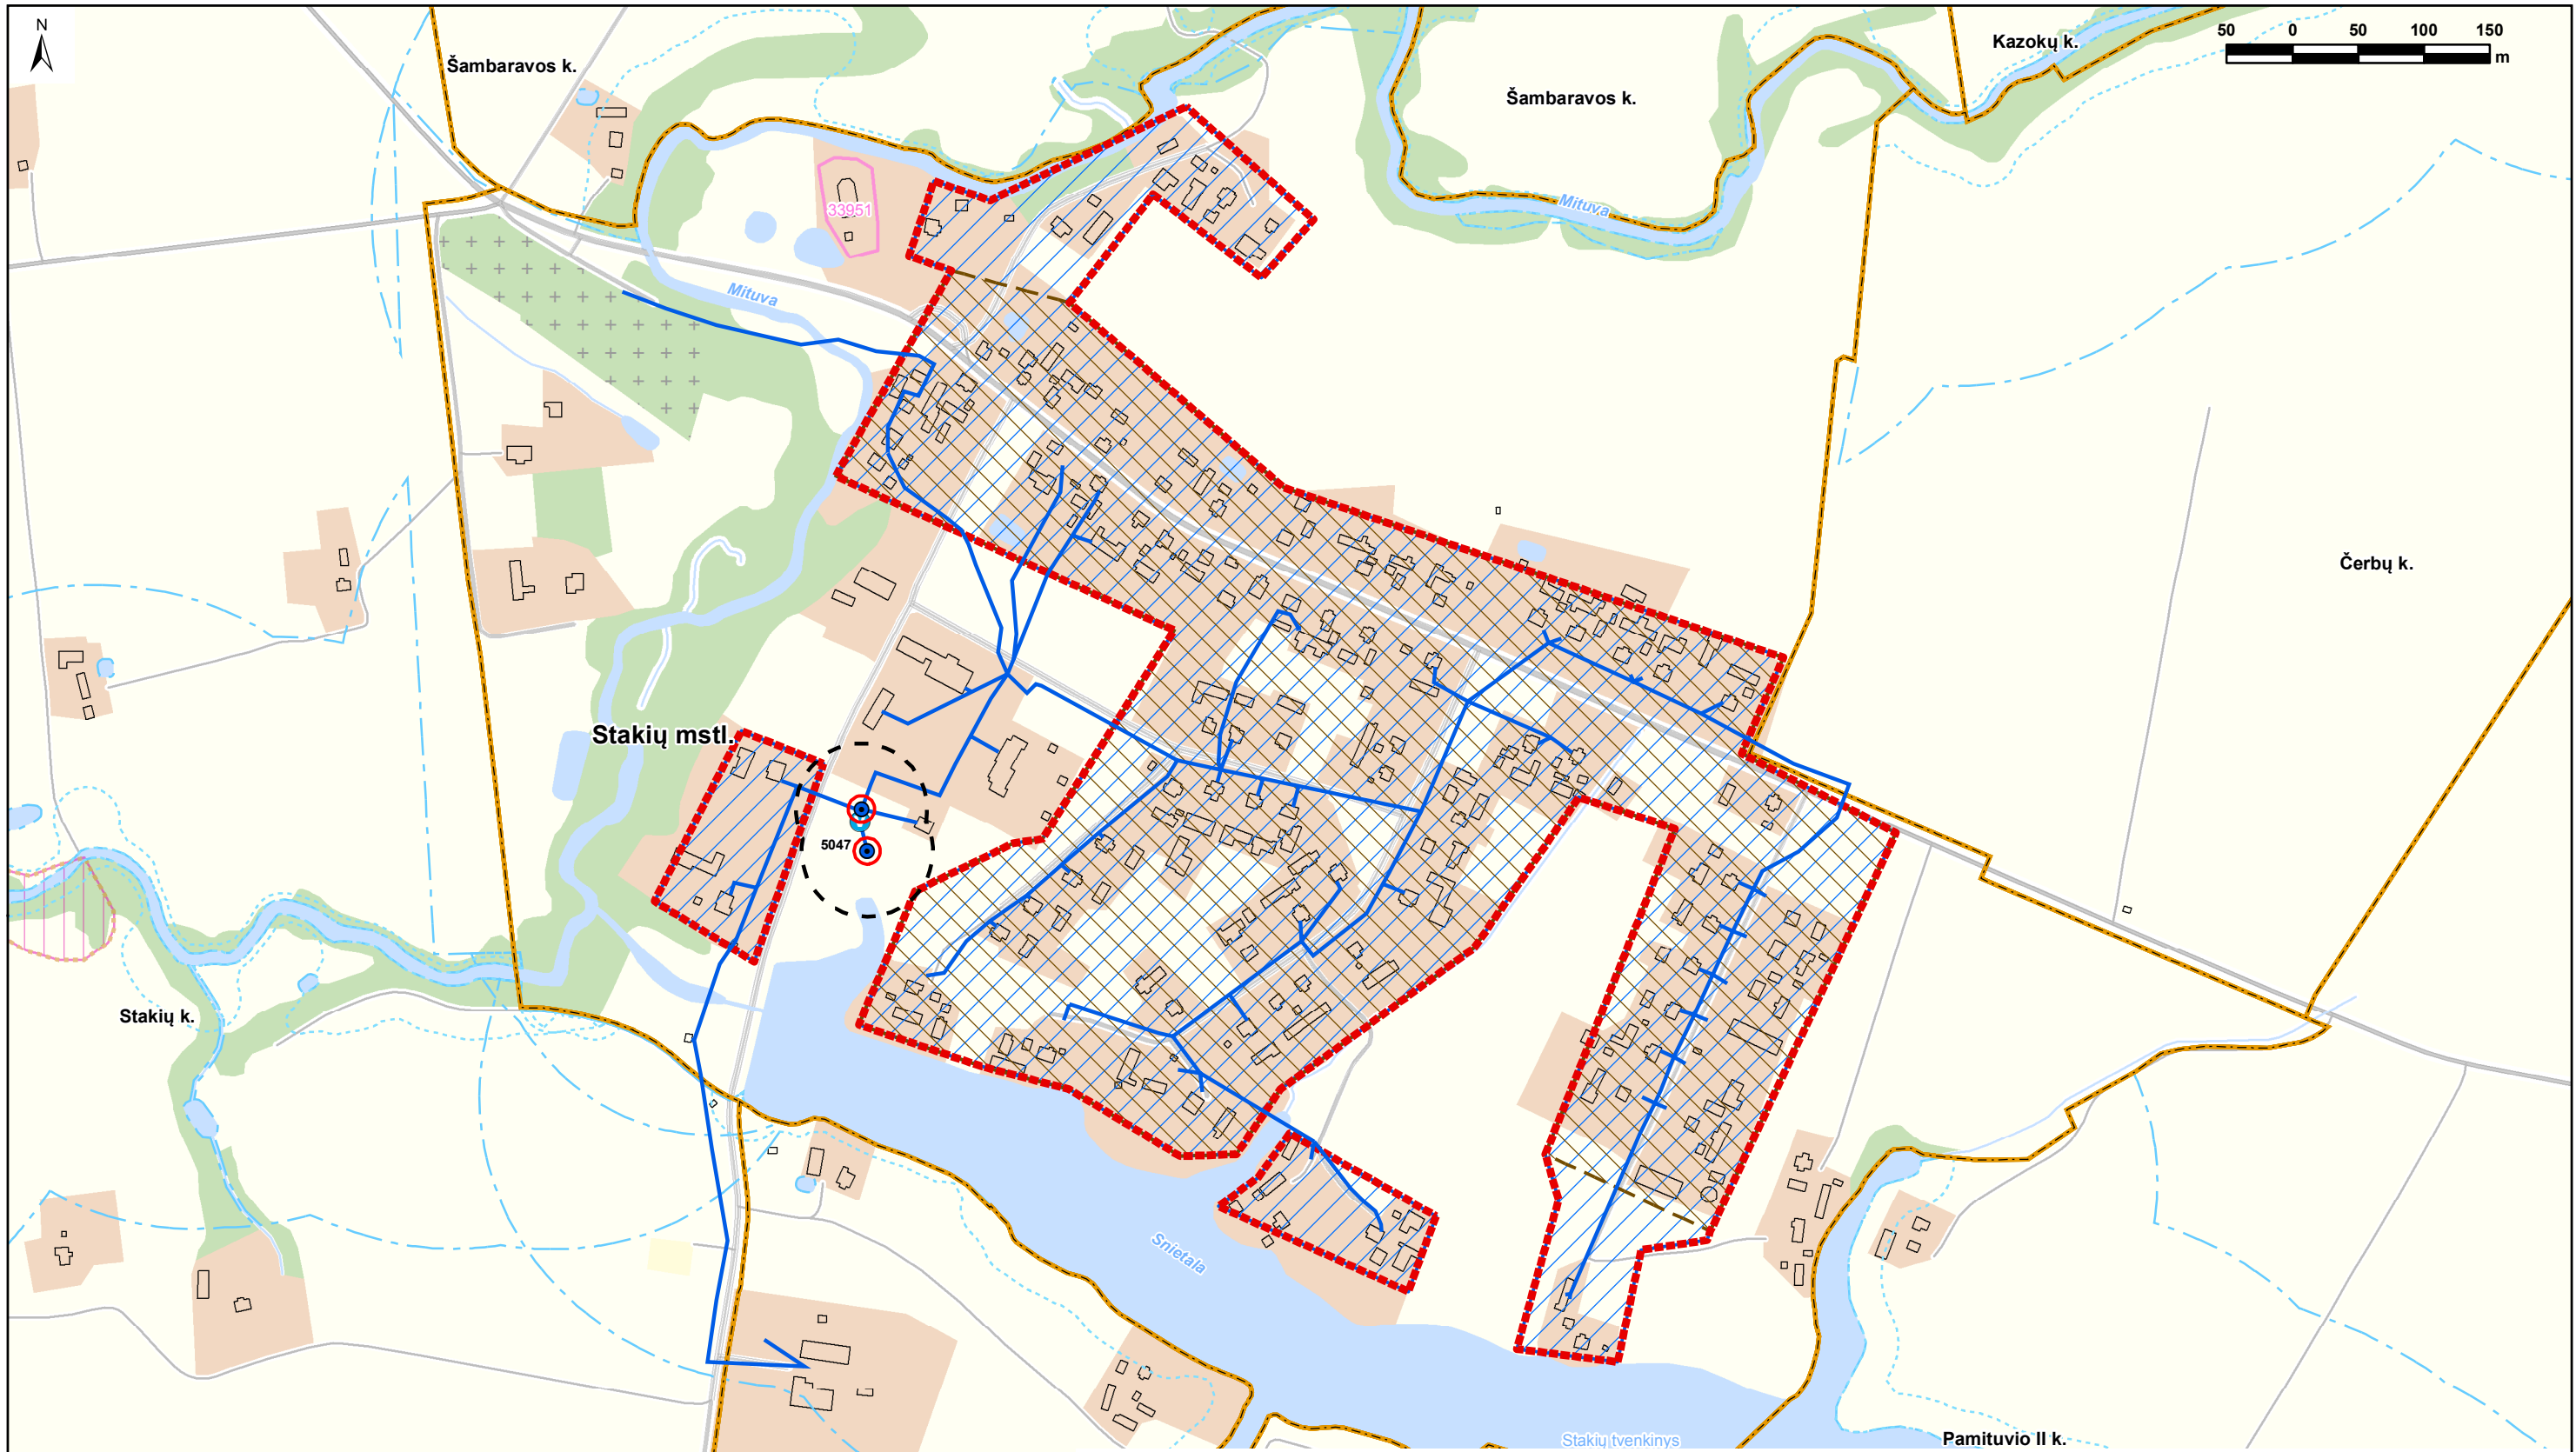 N
Šambaravos k.
Kazokų k.
50 0 50 100 150
m
Šambaravos k.
33951
Mituva
Mituva
Čerbų k.
Stakių mstl.
5047
Stakių k.
Snietala
Stakių tvenkinys
Pamituvio II k.